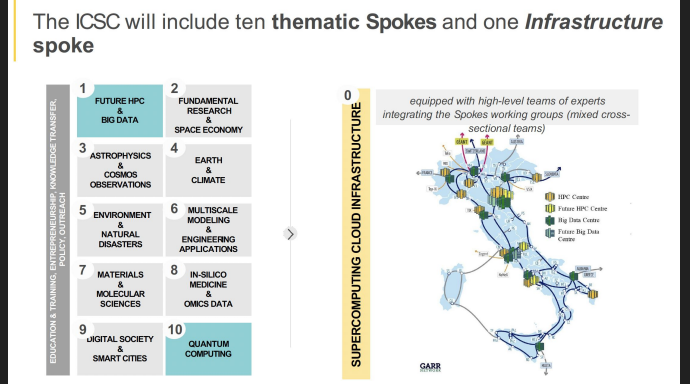 The ICSC will include ten thematic Spokes and one Infrastructure
spoke
EDUCATION & TRAINING, ENTREPRENEURSHIP, KNOWLEDGE TRANSFER,
POLICY, OUTREACH
1
FUTURE HPC
&
BIG DATA
2
FUNDAMENTAL
RESEARCH
&
SPACE ECONOMY
3
ASTROPHYSICS
&
COSMOS
OBSERVATIONS
4
EARTH
&
CLIMATE
5
ENVIRONMENT
&
NATURAL
DISASTERS
6
MULTISCALE
MODELING
&
ENGINEERING
APPLICATIONS
7
MATERIALS
&
MOLECULAR
SCIENCES
8
IN-SILICO
MEDICINE
&
OMICS DATA
9
DIGITAL SOCIETY
&
SMART CITIES
10
QUANTUM
COMPUTING
0
SUPERCOMPUTING CLOUD INFRASTRUCTURE
equipped with high-level teams of experts
integrating the Spokes working groups (mixed cross-
sectional teams)
HPC Centre
Future HPC Centre
Big Data Centre
Future Big Data
Centre
GARR
NETWORK